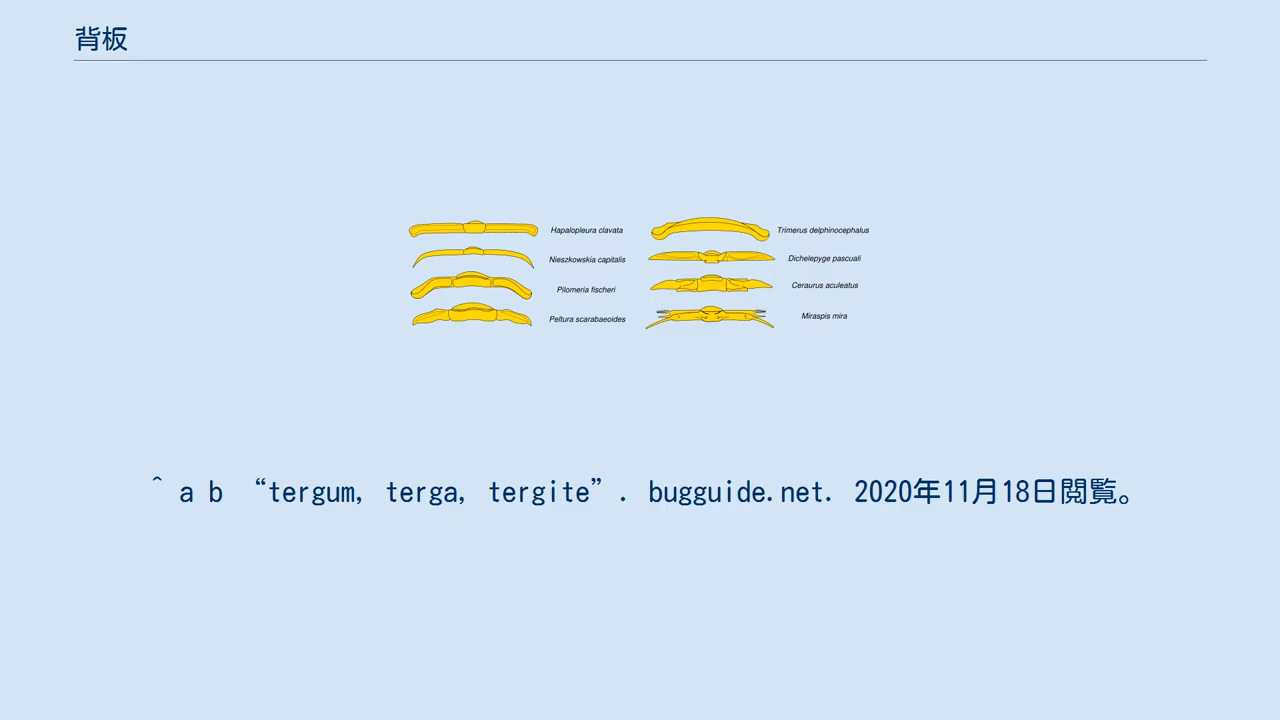 背板
Hapalopleura clavata
Nieszkowskia capitalis
Pilomeria fischeri
Peltura scarabaeoides
Trimerus delphinocephalus
Dichelepyge pascuali
Ceraurus aculeatus
Miraspis mira
^ a b “tergum, terga, tergite”. bugguide.net. 2020年11月18日閲覧。